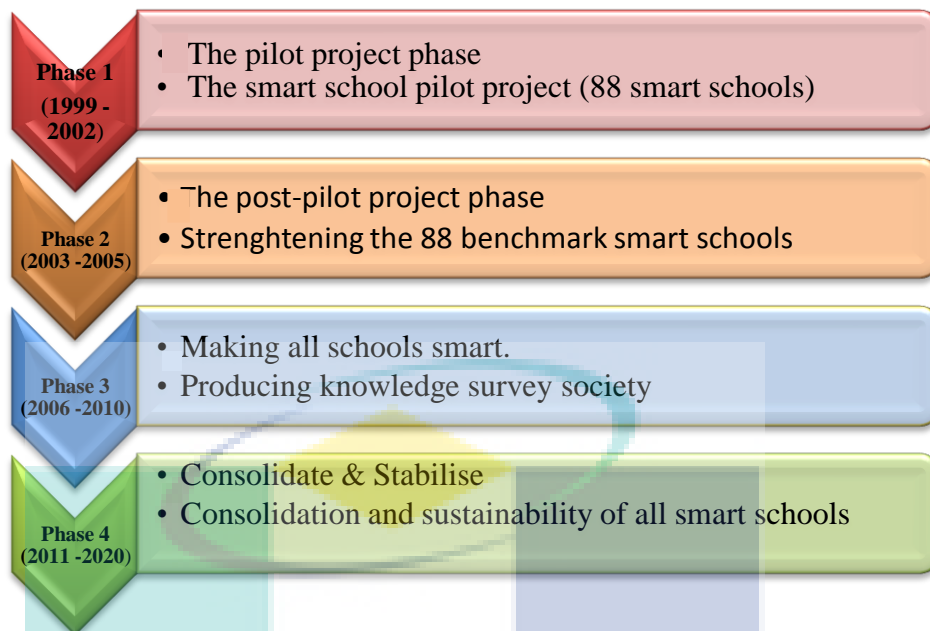 Phase 1
(1999 -
2002)
• The pilot project phase
• The smart school pilot project (88 smart schools)
Phase 2
(2003 -2005)
• The post-pilot project phase
• Strenghtening the 88 benchmark smart schools
Phase 3
(2006 -2010)
• Making all schools smart.
• Producing knowledge survey society
Phase 4
(2011 -2020)
• Consolidate & Stabilise
• Consolidation and sustainability of all smart schools